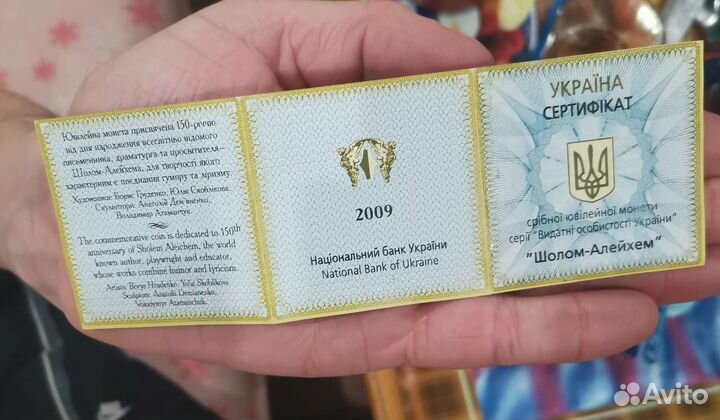 Ювілейна монета присвячена 150-річчю
від дня народження всесвітньо відомого
письменника, драматурга та просвітителя –
Шолом-Алейхема, для творчості якого
характерним є поєднання гумору та ліризму.
Художники: Борис Груденко, Юлія Скоблікова.
Скульптори: Анатолій Дем'яненко,
Володимир Атаманчук.
The commemorative coin is dedicated to 150th
anniversary of Sholem Aleichem, the world
known author, playwright and educator,
whose works combine humor and lyricism.
Artists: Borys Hrudenko, Yulia Skoblikova.
Sculptors: Anatolii Demianenko,
Volodymyr Atamanchuk.
2009
Національний банк України
National Bank of Ukraine
УКРАЇНА
СЕРТИФІКАТ
срібної ювілейної монети
серії "Видатні особистості України"
"Шолом-Алейхем"
Avito